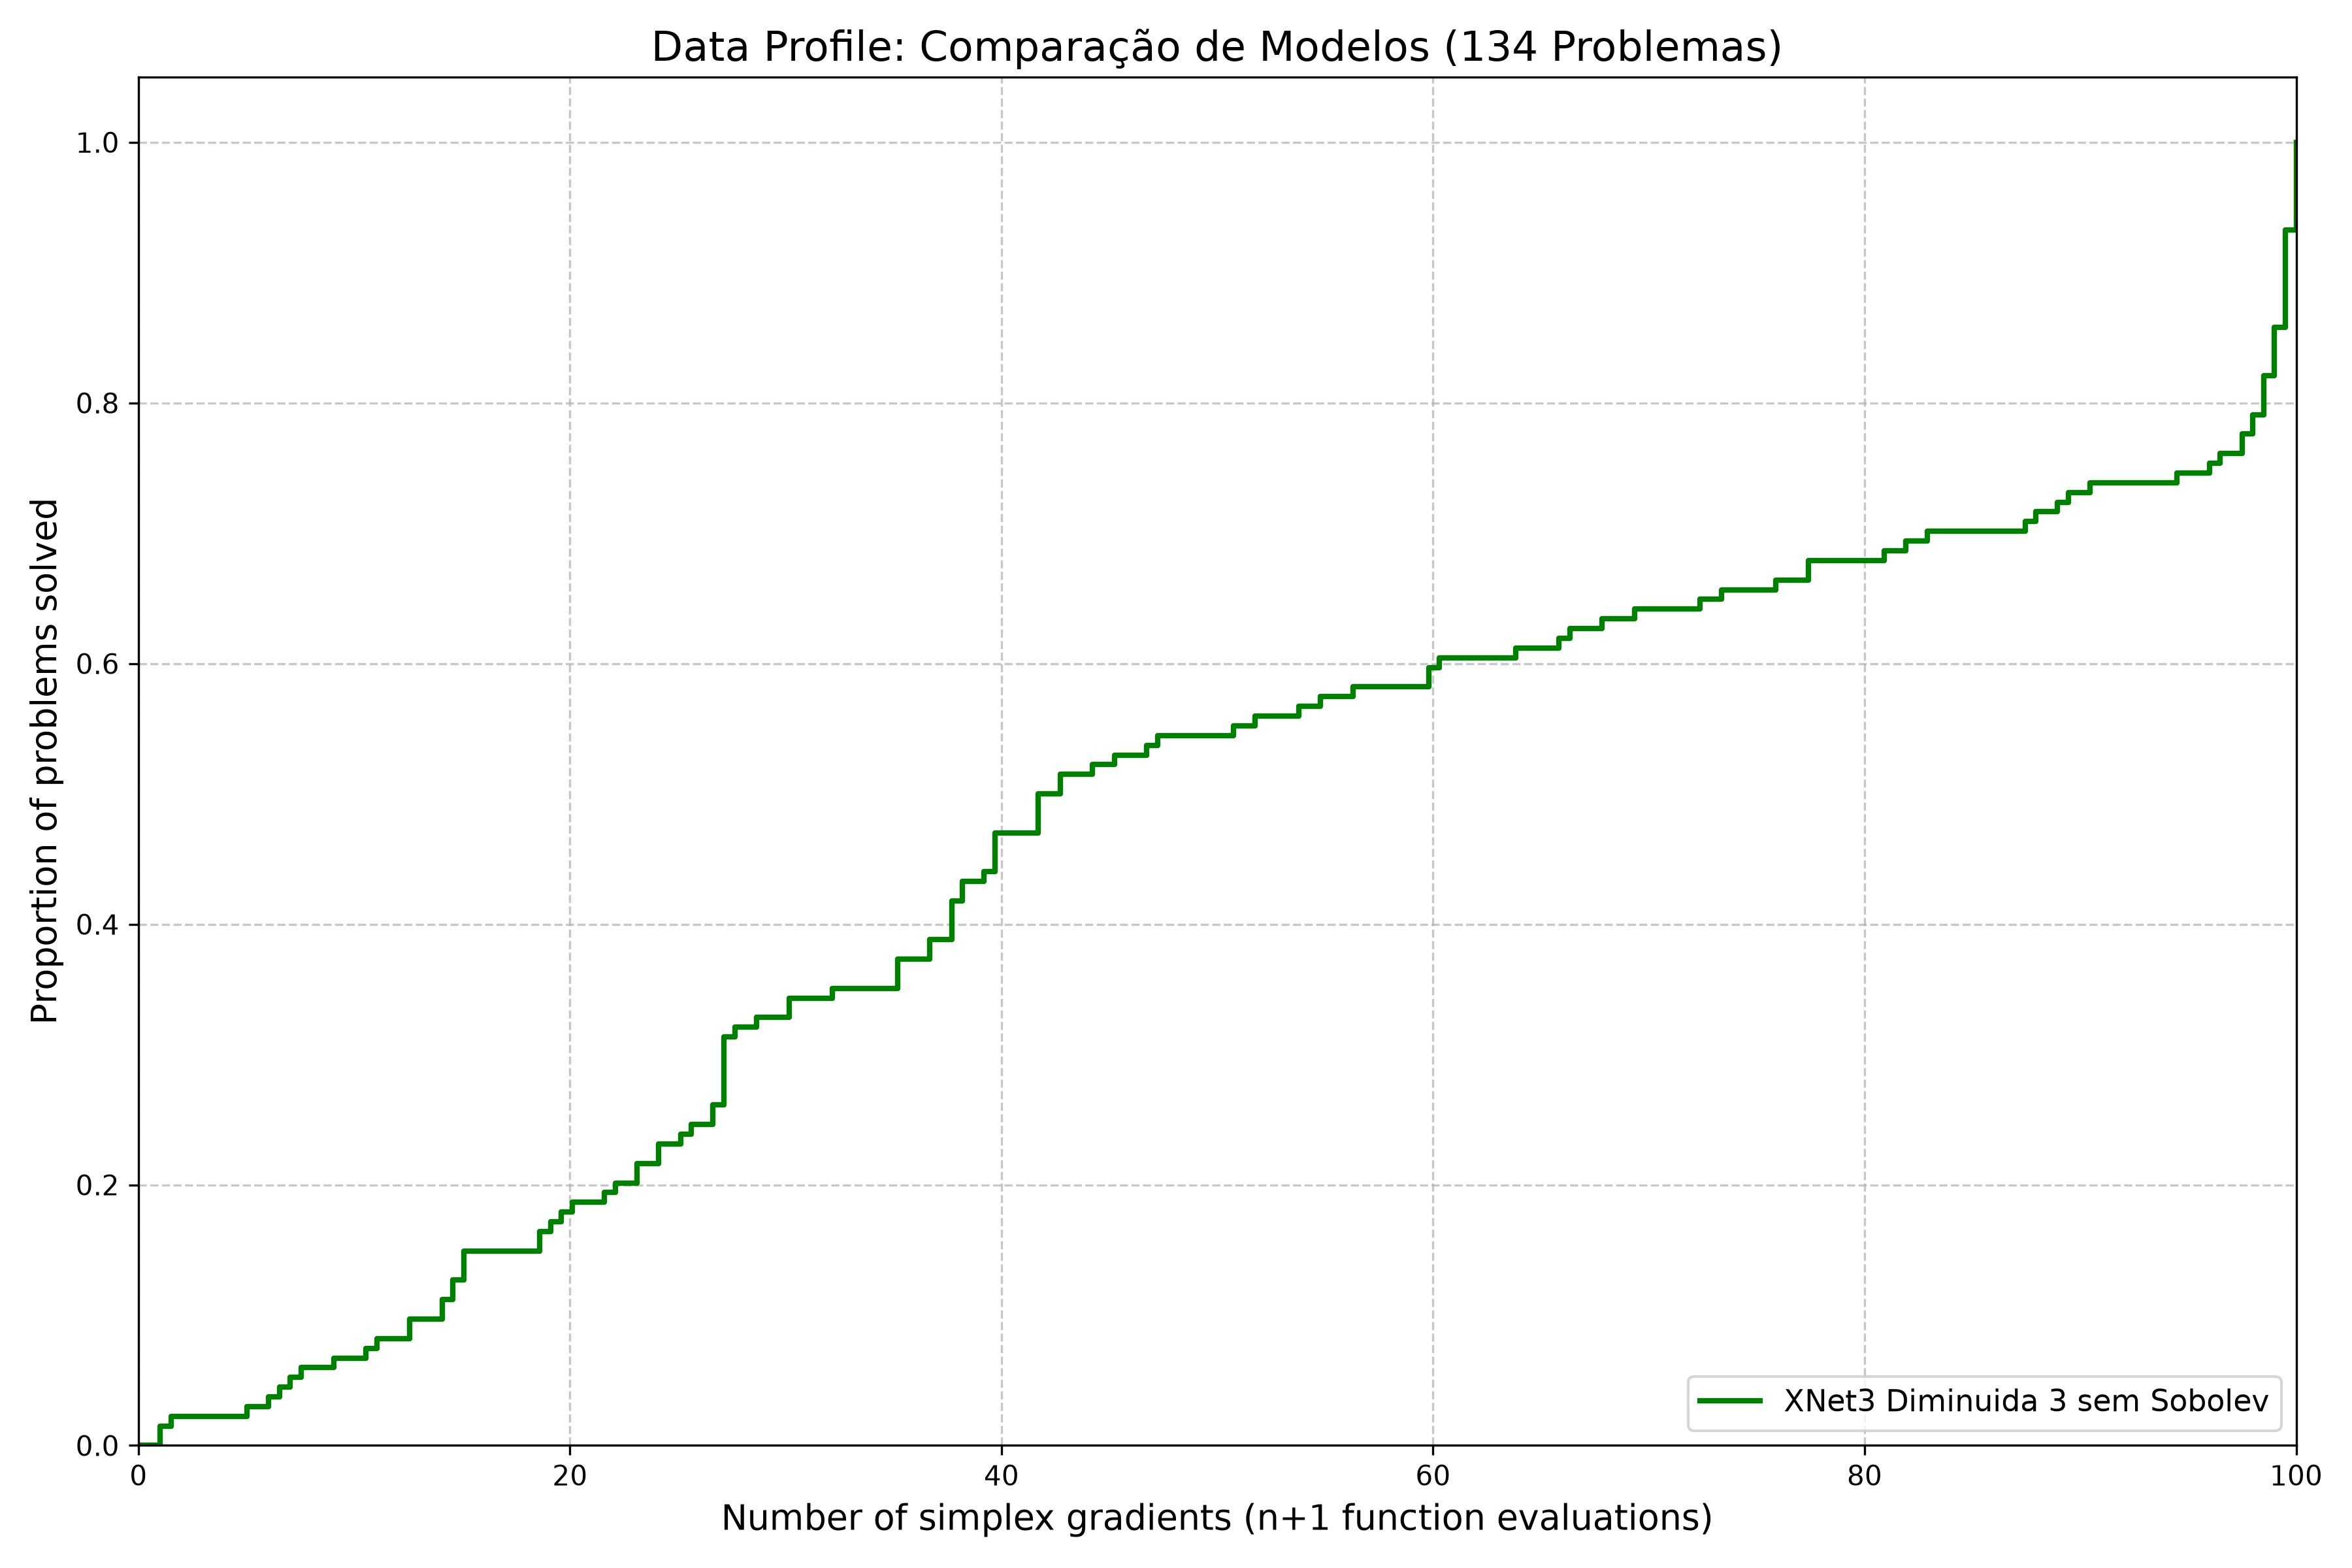 Data Profile: Comparação de Modelos (134 Problemas)
Proportion of problems solved
1.0
0.8
0.6
0.4
0.2
0.0
0 20 40 60 80 100
XNet3 Diminuida 3 sem Sobolev
Number of simplex gradients (n+1 function evaluations)